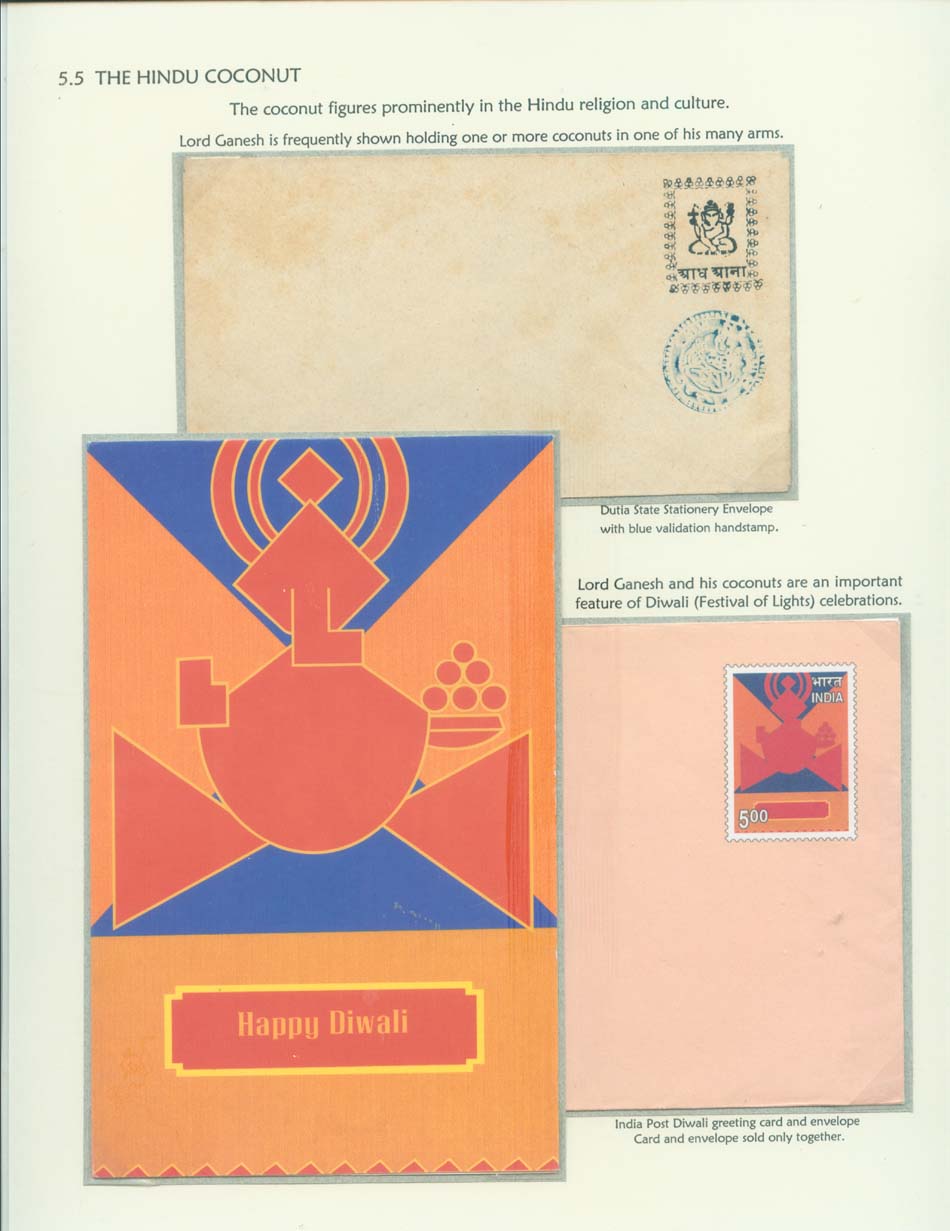 5.5 THE HINDU COCONUT
The coconut figures prominently in the Hindu religion and culture.
Lord Ganesh is frequently shown holding one or more coconuts in one of his many arms.
आध आना
Dutia State Stationery Envelope
with blue validation handstamp.
Lord Ganesh and his coconuts are an important
feature of Diwali (Festival of Lights) celebrations.
भारत
INDIA
500
Happy Diwali
India Post Diwali greeting card and envelope
Card and envelope sold only together.